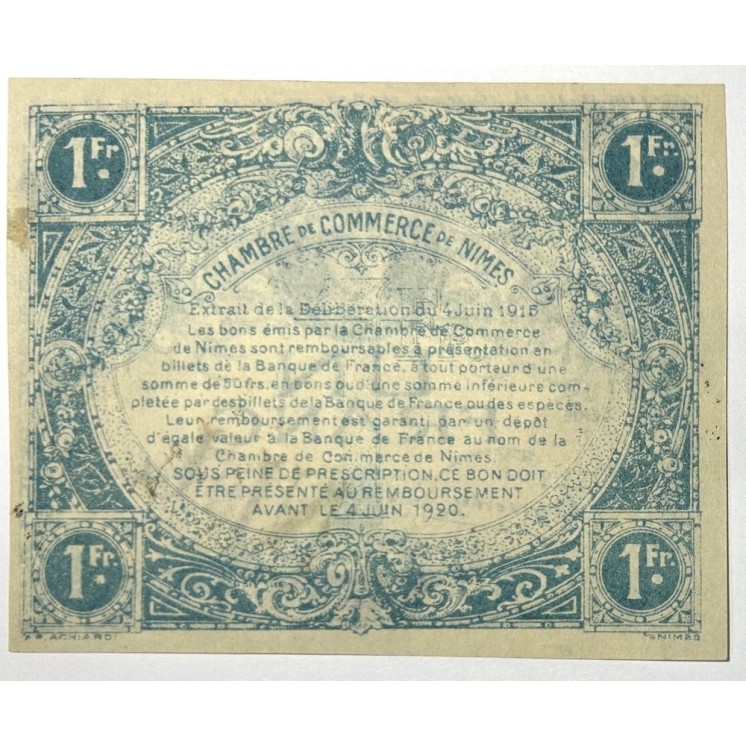 1Fr.
1Fr.
CHAMBRE DE COMMERCE DE NIMES
Extrait de la Délibération du 4 Juin 1915
Les bons émis par la Chambre de Commerce
de Nimes sont remboursables à présentation en
billets de la Banque de France, à tout porteur d'une
somme de 50 frs. en bons ou d'une somme inférieure com-
plétée par des billets de la Banque de France ou des espèces.
Leur remboursement est garanti par un dépôt
d'égale valeur à la Banque de France au nom de la
Chambre de Commerce de Nimes.
SOUS PEINE DE PRESCRIPTION, CE BON DOIT
ÊTRE PRÉSENTÉ AU REMBOURSEMENT
AVANT LE 4 JUIN 1920.
1Fr.
1Fr.
ACHIARDI
NIMES